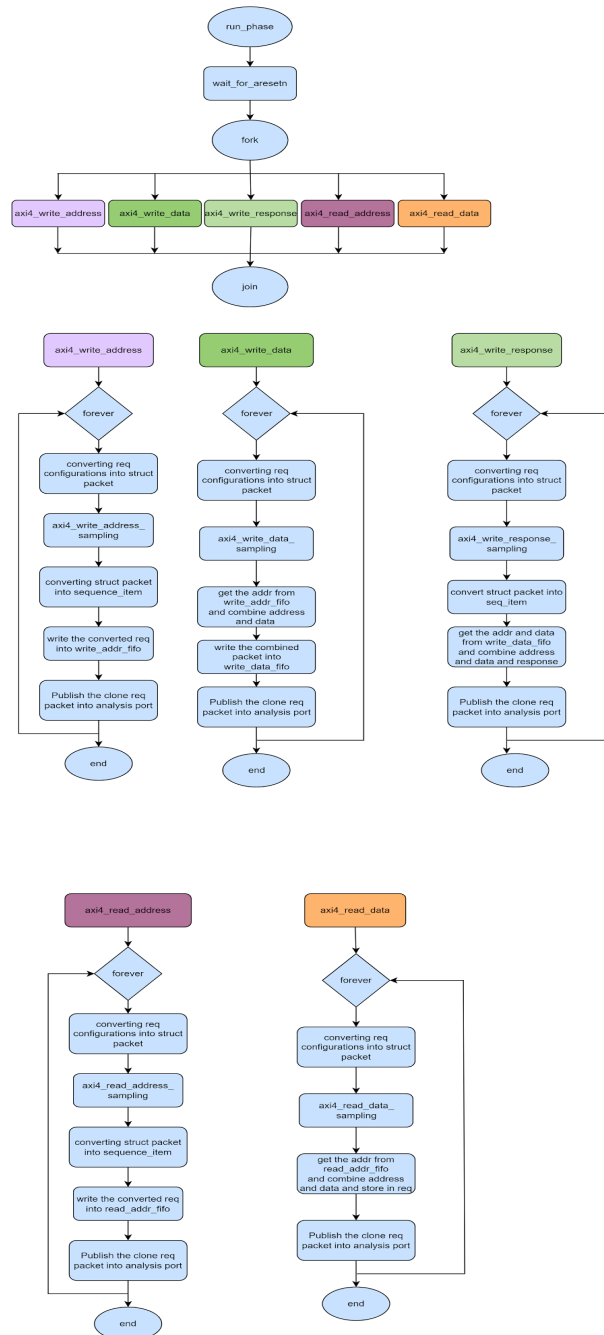 run_phase
wait_for_aresetn
fork
axi4_write_address
axi4_write_data
axi4_write_response
axi4_read_address
axi4_read_data
join
axi4_write_address
forever
converting req
configurations into struct
packet
axi4_write_address_
sampling
converting struct packet
into sequence_item
write the converted req
into write_addr_fifo
Publish the clone req
packet into analysis port
end
axi4_write_data
forever
converting req
configurations into struct
packet
axi4_write_data_
sampling
get the addr from
write_addr_fifo
and combine address
and data
write the combined
packet into
write_data_fifo
Publish the clone req
packet into analysis port
end
axi4_write_response
forever
converting req
configurations into struct
packet
axi4_write_response_
sampling
convert struct packet into
seq_item
get the addr and data
from write_data_fifo
and combine address
and data and response
Publish the clone req
packet into analysis port
end
axi4_read_address
forever
converting req
configurations into struct
packet
axi4_read_address_
sampling
converting struct packet
into sequence_item
write the converted req
into read_addr_fifo
Publish the clone req
packet into analysis port
end
axi4_read_data
forever
converting req
configurations into struct
packet
axi4_read_data_
sampling
get the addr from
read_addr_fifo
and combine address
and data and store in req
Publish the clone req
packet into analysis port
end